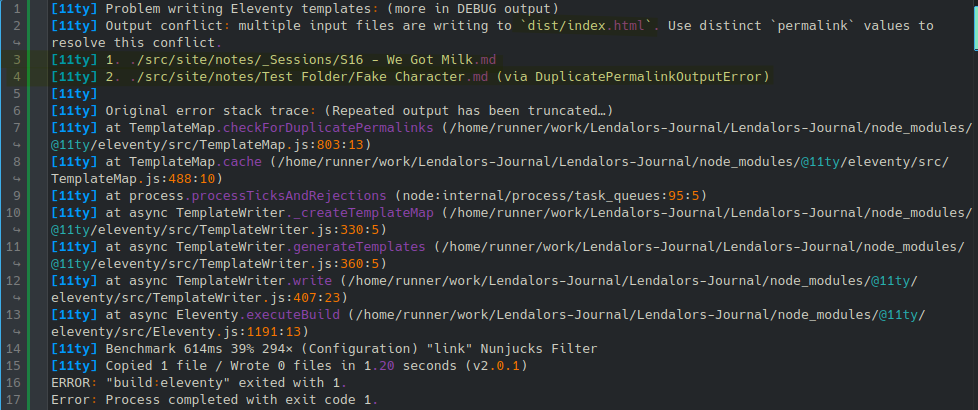 1 [11ty] Problem writing Eleventy templates: (more in DEBUG output)
2 [11ty] Output conflict: multiple input files are writing to `dist/index.html`. Use distinct `permalink` values to
↪ resolve this conflict.
3 [11ty] 1. ./src/site/notes/_Sessions/S16 – We Got Milk.md
4 [11ty] 2. ./src/site/notes/Test Folder/Fake Character.md (via DuplicatePermalinkOutputError)
5 [11ty]
6 [11ty] Original error stack trace: (Repeated output has been truncated…)
7 [11ty] at TemplateMap.checkForDuplicatePermalinks (/home/runner/work/Lendalors-Journal/Lendalors-Journal/node_modules/
↪ @11ty/eleventy/src/TemplateMap.js:803:13)
8 [11ty] at TemplateMap.cache (/home/runner/work/Lendalors-Journal/Lendalors-Journal/node_modules/@11ty/eleventy/src/
↪ TemplateMap.js:488:10)
9 [11ty] at process.processTicksAndRejections (node:internal/process/task_queues:95:5)
10 [11ty] at async TemplateWriter._createTemplateMap (/home/runner/work/Lendalors-Journal/Lendalors-Journal/node_modules/
↪ @11ty/eleventy/src/TemplateWriter.js:330:5)
11 [11ty] at async TemplateWriter.generateTemplates (/home/runner/work/Lendalors-Journal/Lendalors-Journal/node_modules/
↪ @11ty/eleventy/src/TemplateWriter.js:360:5)
12 [11ty] at async TemplateWriter.write (/home/runner/work/Lendalors-Journal/Lendalors-Journal/node_modules/@11ty/
↪ eleventy/src/TemplateWriter.js:407:23)
13 [11ty] at async Eleventy.executeBuild (/home/runner/work/Lendalors-Journal/Lendalors-Journal/node_modules/@11ty/
↪ eleventy/src/Eleventy.js:1191:13)
14 [11ty] Benchmark 614ms 39% 294× (Configuration) "link" Nunjucks Filter
15 [11ty] Copied 1 file / Wrote 0 files in 1.20 seconds (v2.0.1)
16 ERROR: "build:eleventy" exited with 1.
17 Error: Process completed with exit code 1.